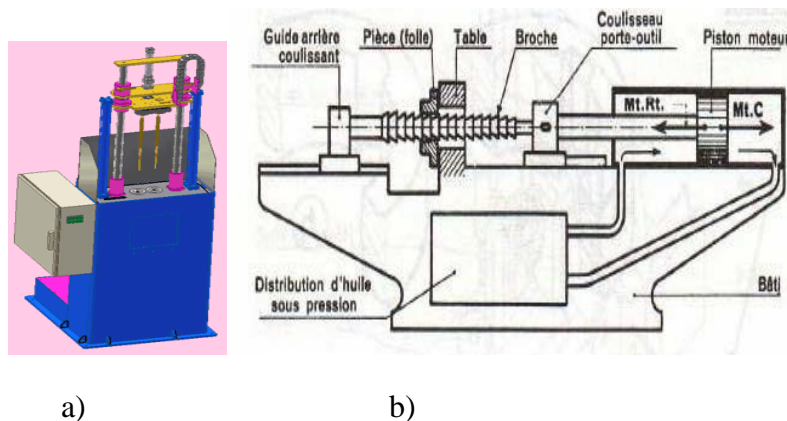 Guide arrière
coulissant
Pièce (folle)
Table
Broche
Coulisseau
porte-outil
Piston moteur
Mt.Rt.
Mt.C
Distribution d'huile
sous pression
Bâti
a)
b)